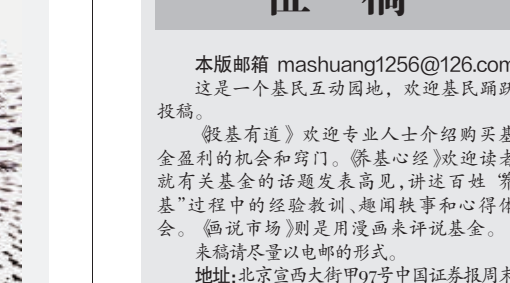 本版邮箱 mashuang1256@126.com
这是一个基民互动园地，欢迎基民踊跃
投稿。
《投基有道》欢迎专业人士介绍购买基
金盈利的机会和窍门。《养基心经》欢迎读者
就有关基金的话题发表高见,讲述百姓“养
基”过程中的经验教训、趣闻轶事和心得体
会。《画说市场》则是用漫画来评说基金。
来稿请尽量以电邮的形式。
地址:北京宣西大街甲97号中国证券报周末